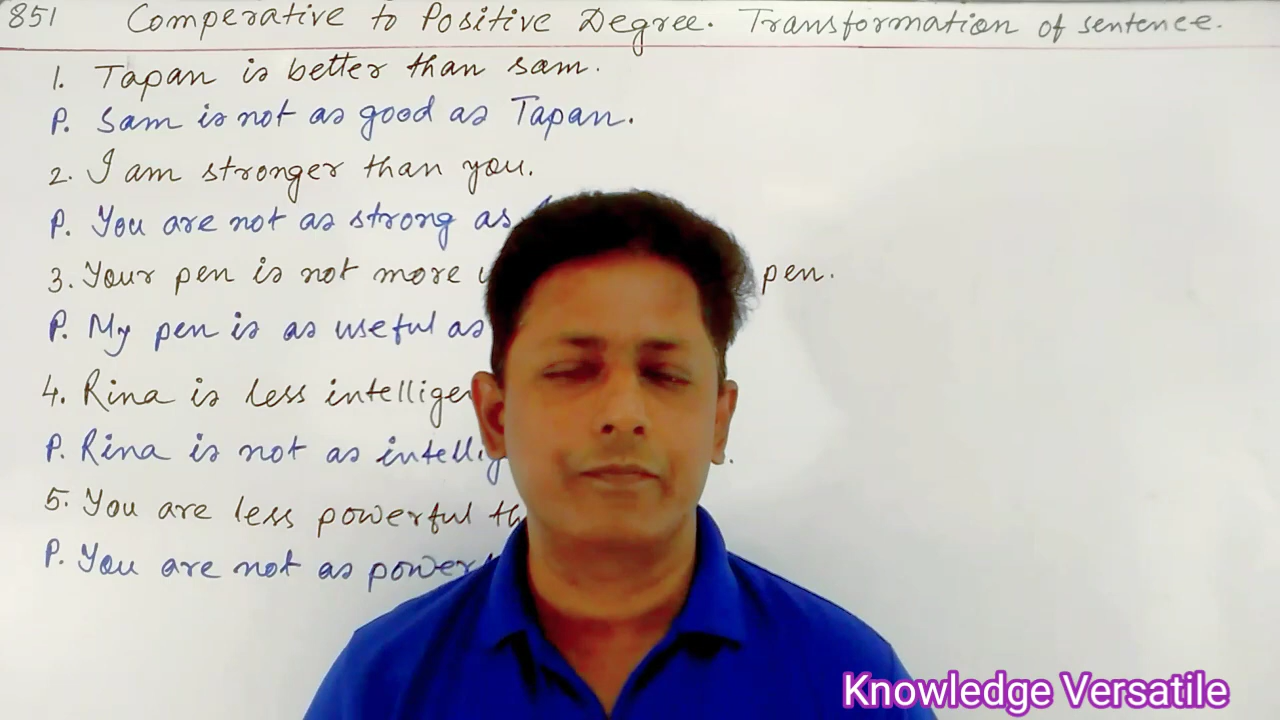 851 Comperative to Positive Degree. Transformation of sentence.
1. Tapan is better than sam.
P. Sam is not as good as Tapan.
2. I am stronger than you.
P. You are not as strong as
3. Your pen is not more pen.
P. My pen is as useful as
4. Rina is less
P. Rina is not as
5. You are less powerful
P. You are not as
Knowledge Versatile